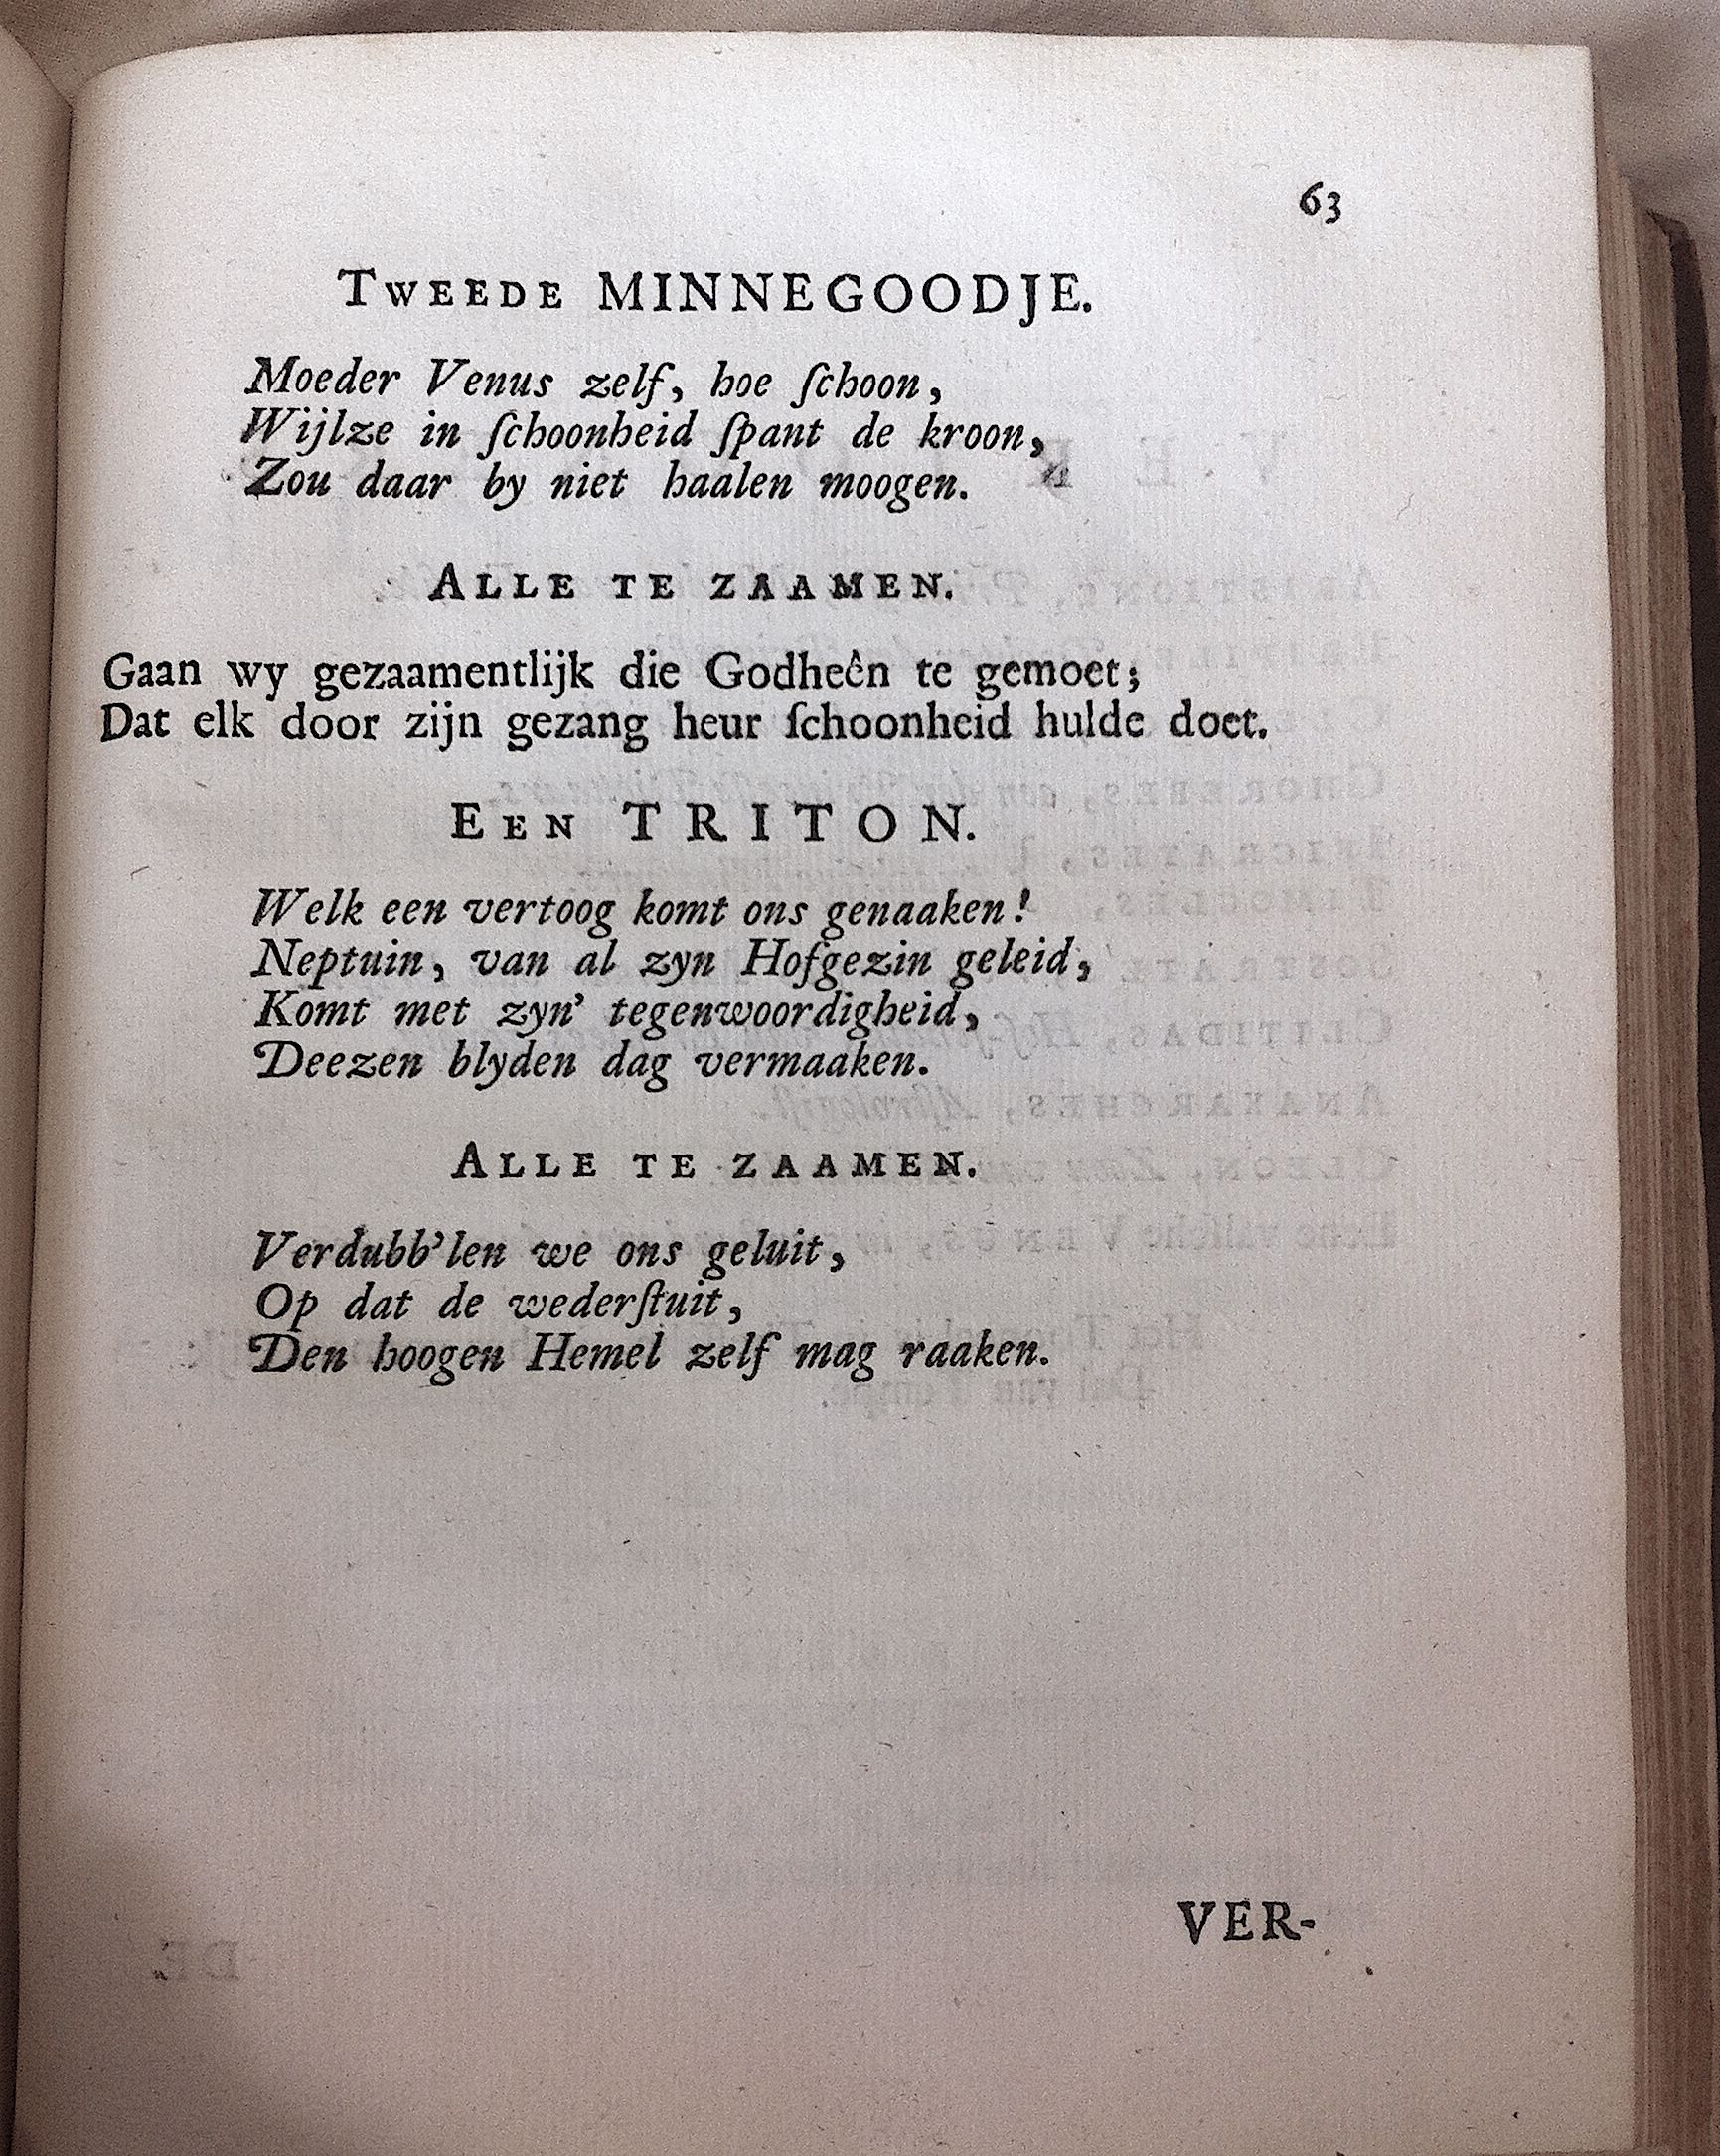 63
Tweede MINNEGOODJE.
Moeder Venus zelf, hoe ſchoon,
Wijlze in ſchoonheid ſpant de kroon,
Zou daar by niet haalen moogen.
Alle te zaamen.
Gaan wy gezaamentlijk die Godheên te gemoet;
Dat elk door zijn gezang heur ſchoonheid hulde doet.
Een TRITON.
Welk een vertoog komt ons genaaken!
Neptuin, van al zyn Hofgezin geleid,
Komt met zyn’ tegenwoordigheid,
Deezen blyden dag vermaaken.
Alle te zaamen.
Verdubb’len we ons geluit,
Op dat de wederſtuit,
Den hoogen Hemel zelf mag raaken.
VER-